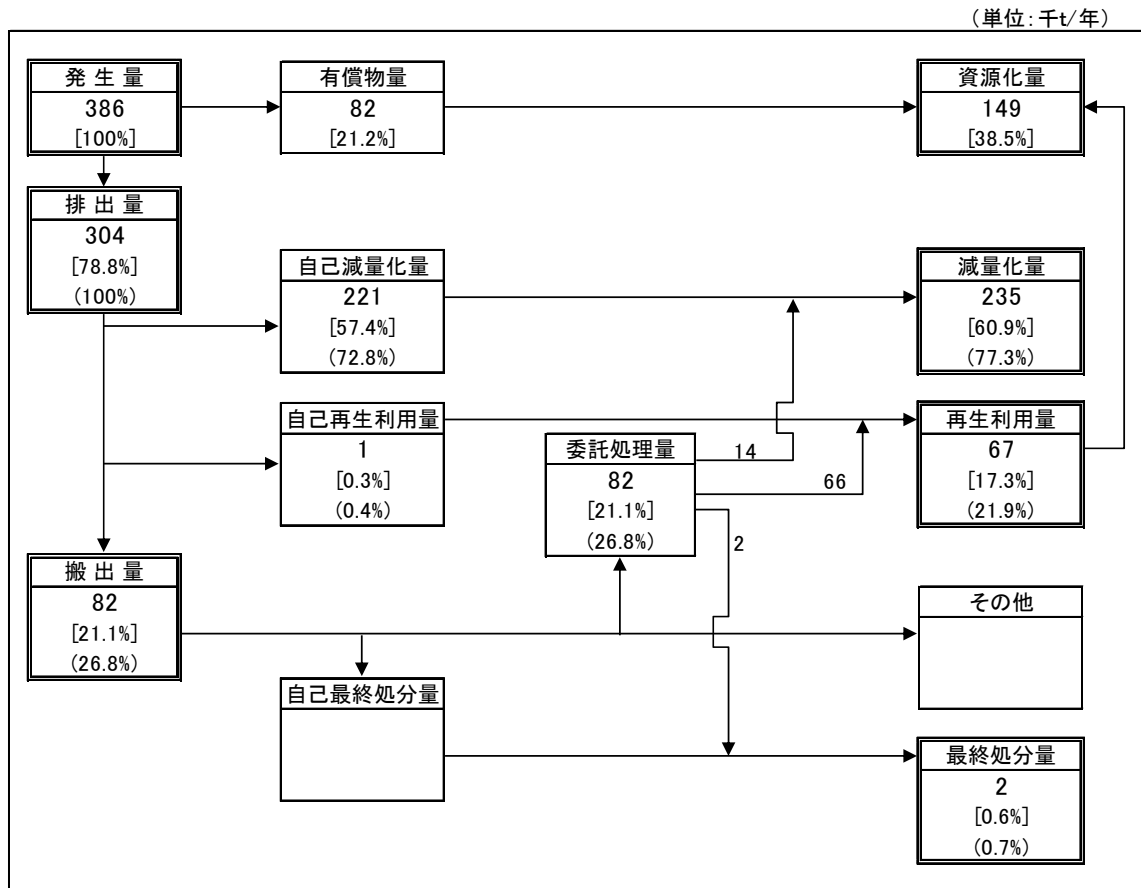 （単位：千t/年）
発 生 量
386
[100%]
有償物量
82
[21.2%]
資源化量
149
[38.5%]
排 出 量
304
[78.8%]
(100%)
自己減量化量
221
[57.4%]
(72.8%)
減量化量
235
[60.9%]
(77.3%)
自己再生利用量
1
[0.3%]
(0.4%)
委託処理量
82
[21.1%]
(26.8%)
14
66
2
再生利用量
67
[17.3%]
(21.9%)
搬 出 量
82
[21.1%]
(26.8%)
その他
自己最終処分量
最終処分量
2
[0.6%]
(0.7%)